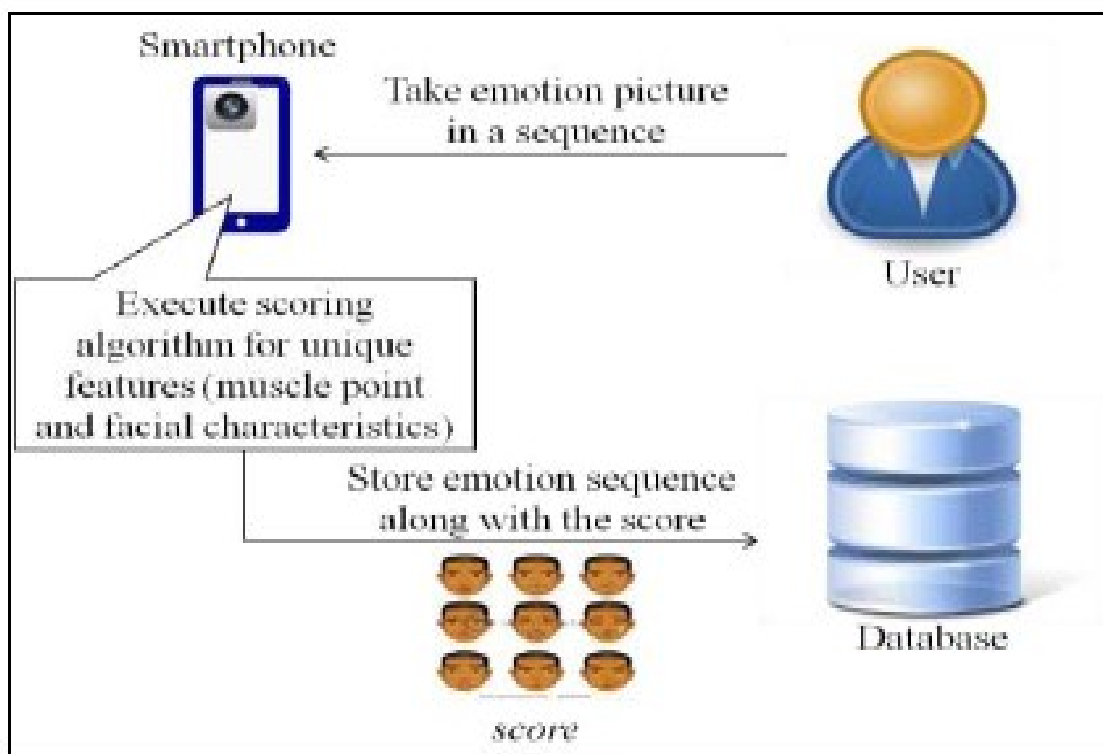 Smartphone
Take emotion picture
in a sequence
User
Execute scoring
algorithm for unique
features (muscle point
and facial characteristics)
Store emotion sequence
along with the score
Database
score